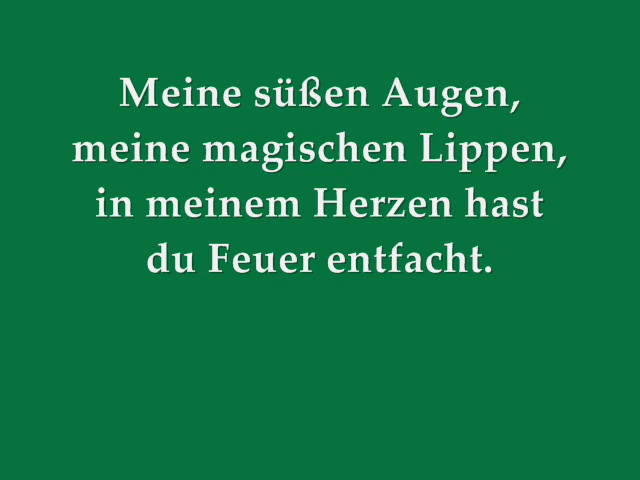 Meine süßen Augen,
meine magischen Lippen,
in meinem Herzen hast
du Feuer entfacht.